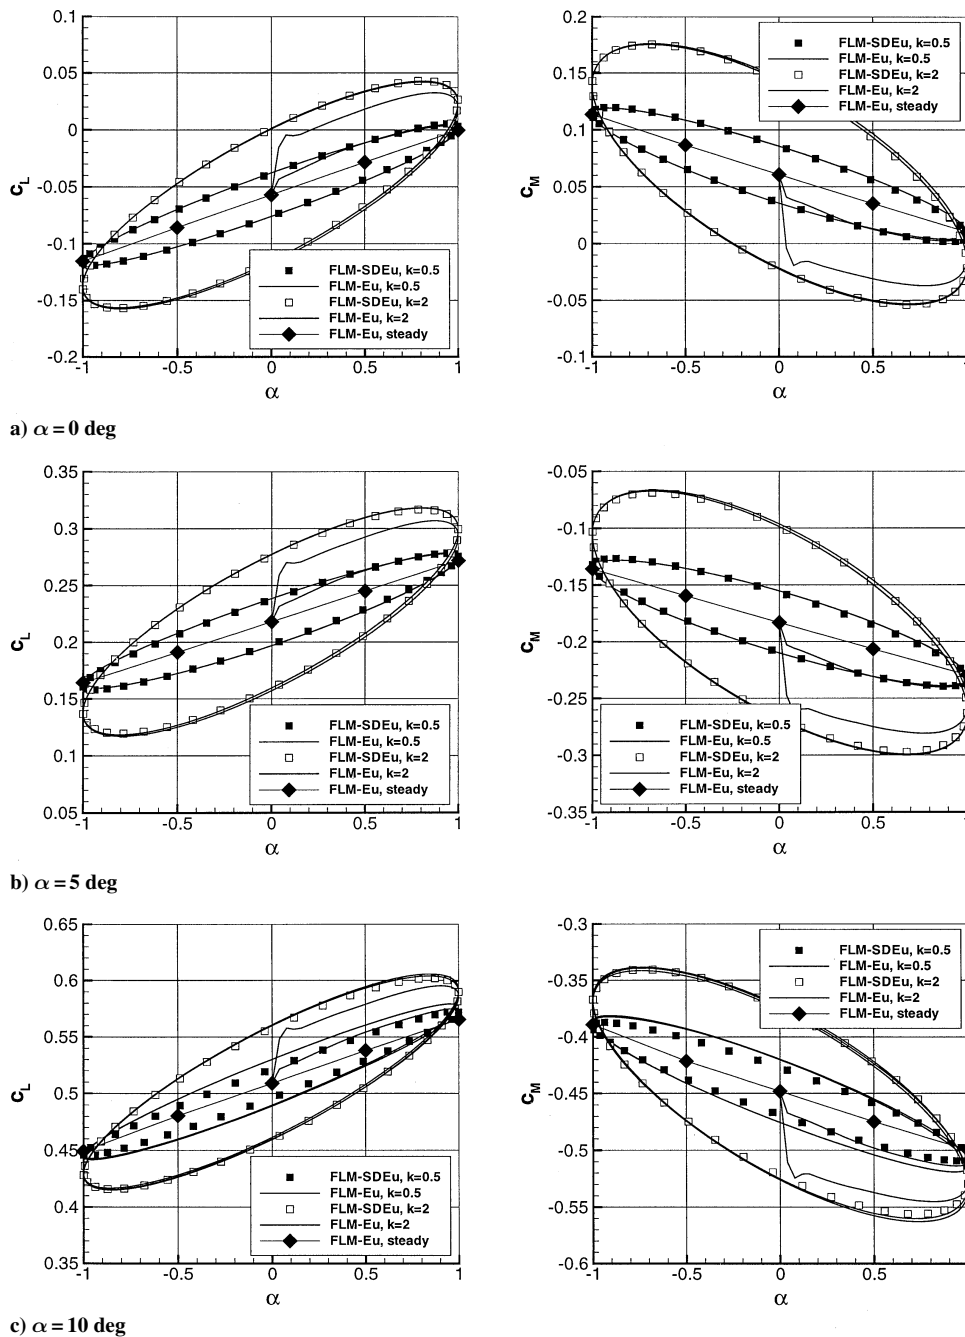 0.1
0.05
0
-0.05
-0.1
-0.15
-0.2
cL
-1
-0.5
0
0.5
1
α
FLM-SDEu, k=0.5
FLM-Eu, k=0.5
FLM-SDEu, k=2
FLM-Eu, k=2
FLM-Eu, steady
0.2
0.15
0.1
0.05
0
-0.05
-0.1
cM
-1
-0.5
0
0.5
1
α
FLM-SDEu, k=0.5
FLM-Eu, k=0.5
FLM-SDEu, k=2
FLM-Eu, k=2
FLM-Eu, steady
a) α = 0 deg
0.35
0.3
0.25
0.2
0.15
0.1
0.05
cL
-1
-0.5
0
0.5
1
α
FLM-SDEu, k=0.5
FLM-Eu, k=0.5
FLM-SDEu, k=2
FLM-Eu, k=2
FLM-Eu, steady
-0.05
-0.1
-0.15
-0.2
-0.25
-0.3
-0.35
cM
-1
-0.5
0
0.5
1
α
FLM-SDEu, k=0.5
FLM-Eu, k=0.5
FLM-SDEu, k=2
FLM-Eu, k=2
FLM-Eu, steady
b) α = 5 deg
0.65
0.6
0.55
0.5
0.45
0.4
0.35
cL
-1
-0.5
0
0.5
1
α
FLM-SDEu, k=0.5
FLM-Eu, k=0.5
FLM-SDEu, k=2
FLM-Eu, k=2
FLM-Eu, steady
-0.3
-0.35
-0.4
-0.45
-0.5
-0.55
-0.6
cM
-1
-0.5
0
0.5
1
α
FLM-SDEu, k=0.5
FLM-Eu, k=0.5
FLM-SDEu, k=2
FLM-Eu, k=2
FLM-Eu, steady
c) α = 10 deg